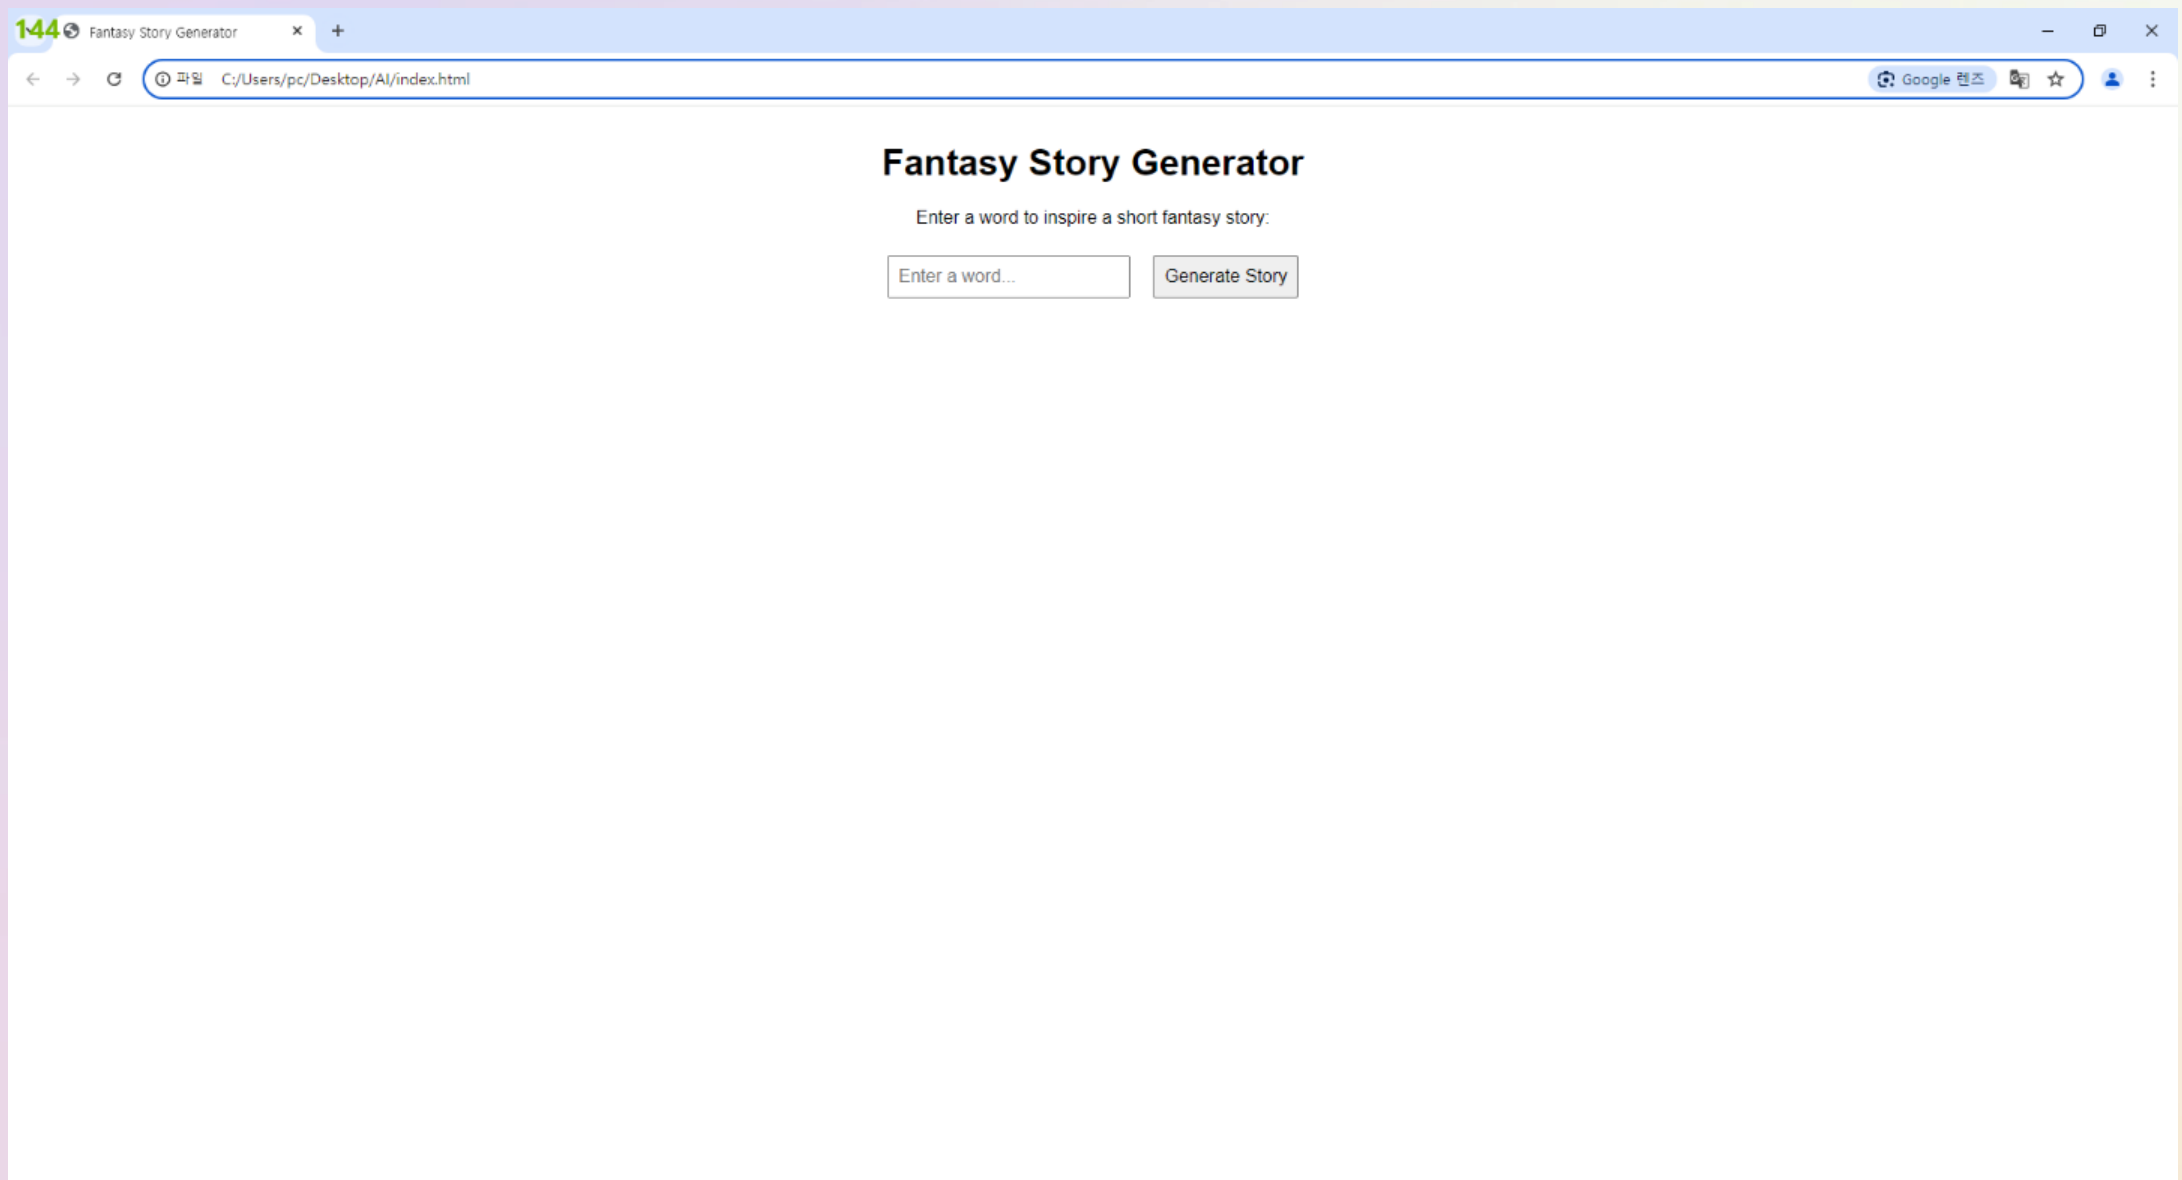 144
Fantasy Story Generator
파일 C:/Users/pc/Desktop/AI/index.html
Google 렌즈
Fantasy Story Generator
Enter a word to inspire a short fantasy story:
Enter a word...
Generate Story